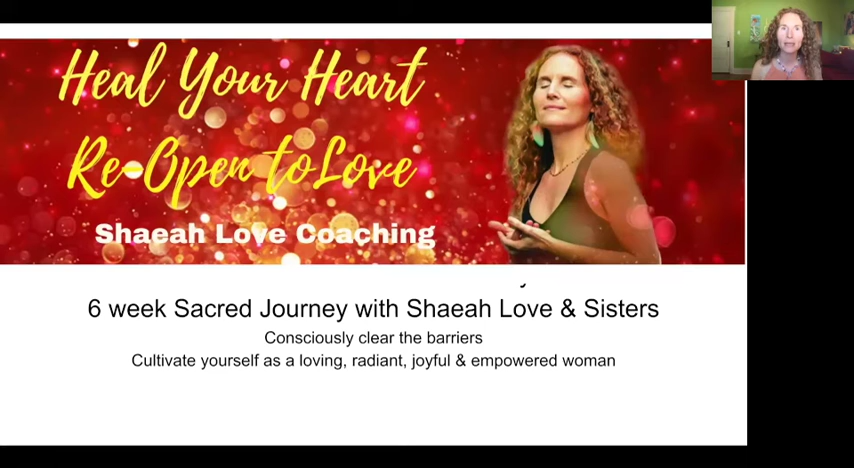 Heal Your Heart
Re-Open to Love
Shaeah Love Coaching
6 week Sacred Journey with Shaeah Love & Sisters
Consciously clear the barriers
Cultivate yourself as a loving, radiant, joyful & empowered woman